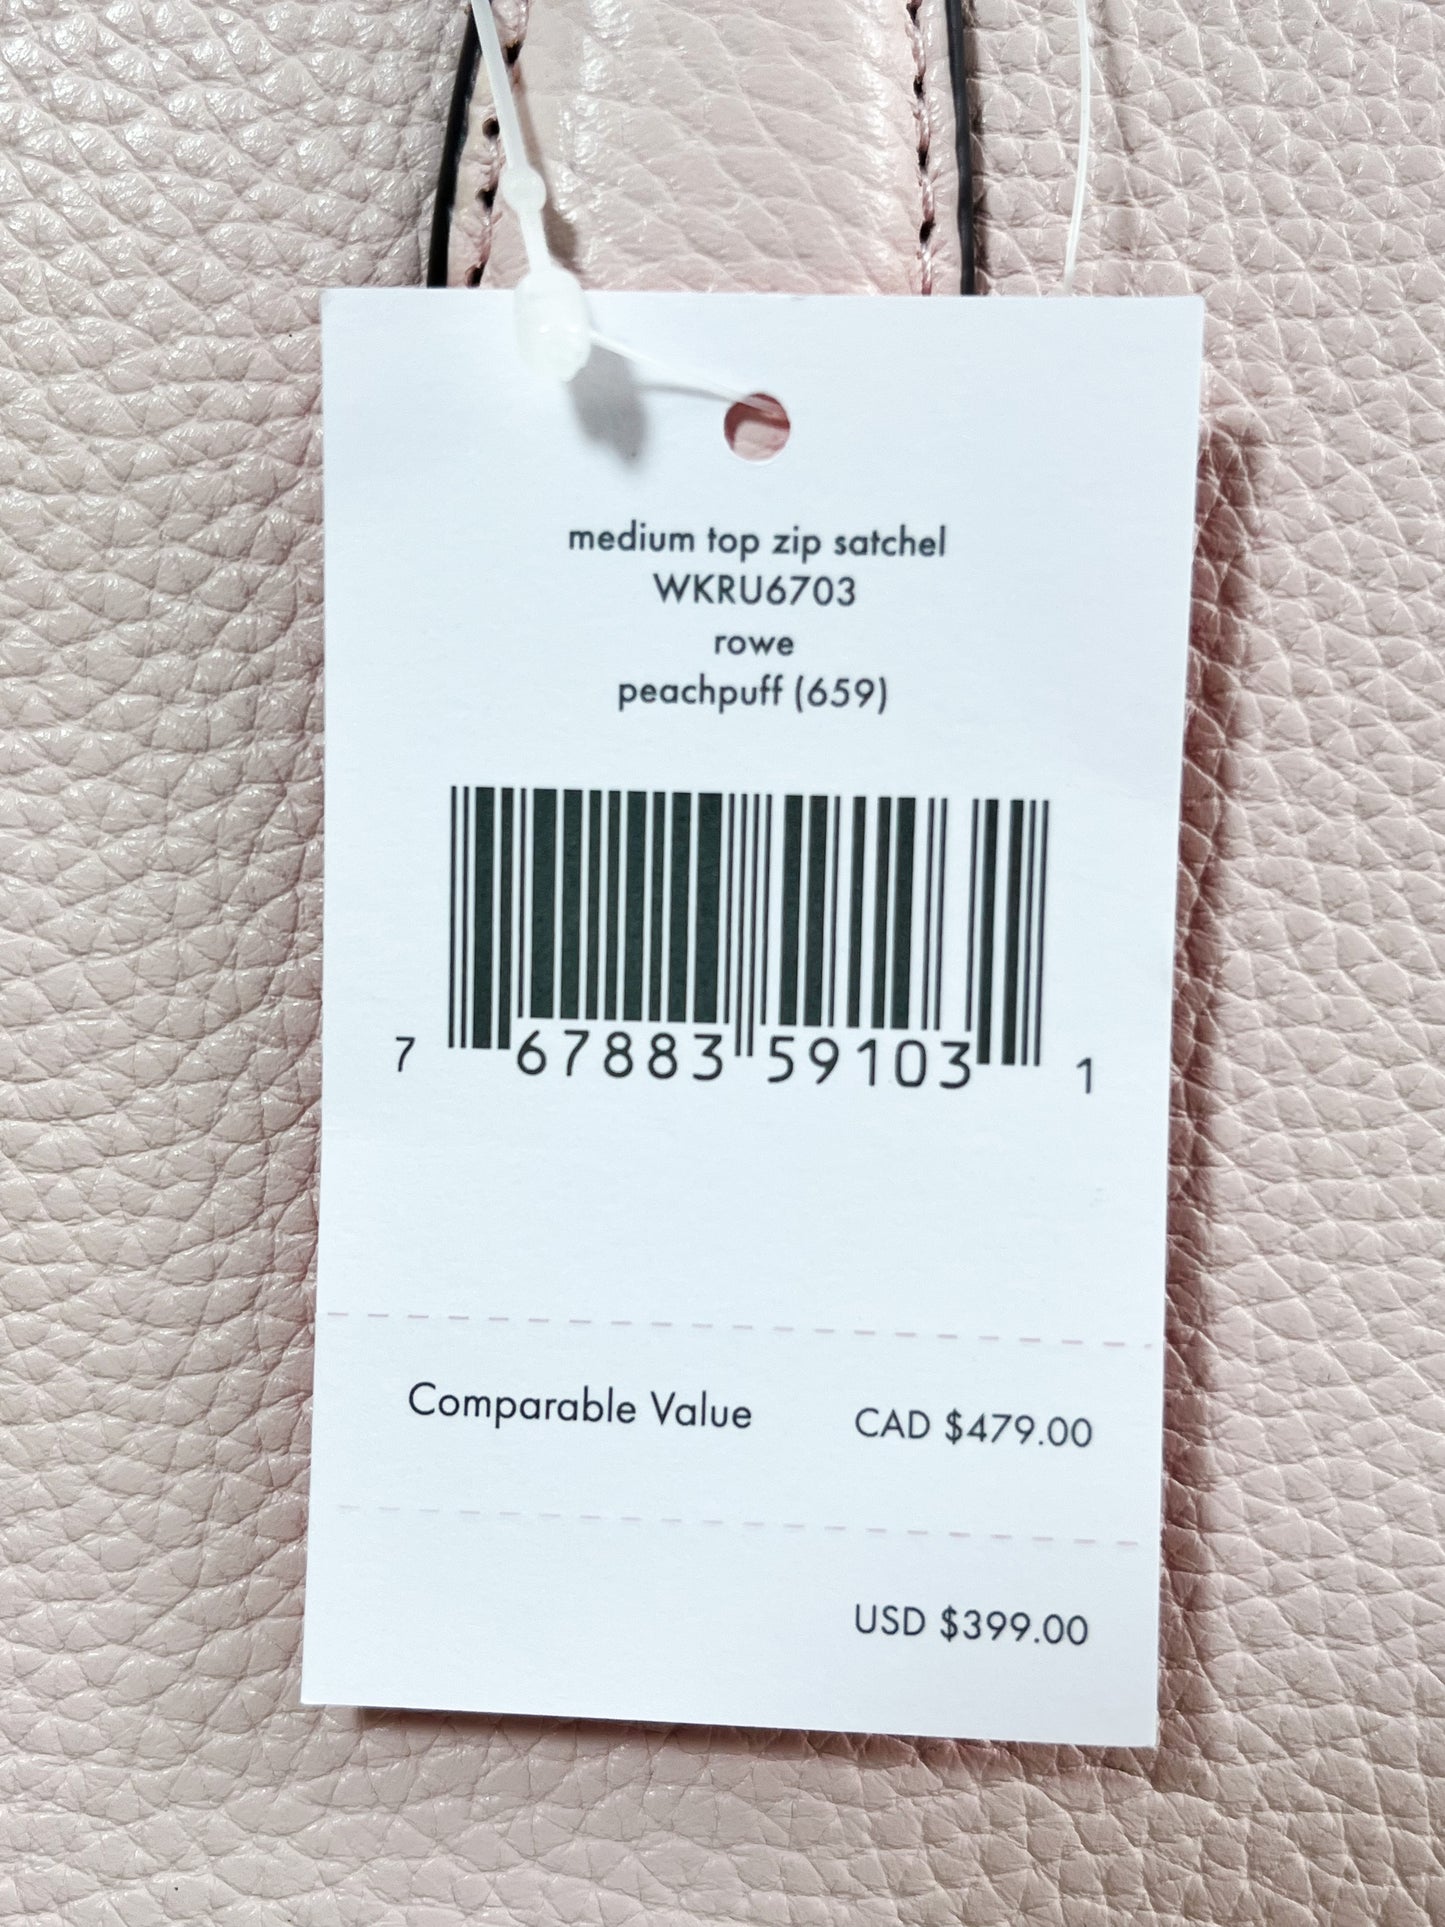 medium top zip satchel
WKRU6703
rowe
peachpuff (659)
7 67883 59103 1
Comparable Value CAD $479.00
USD $399.00